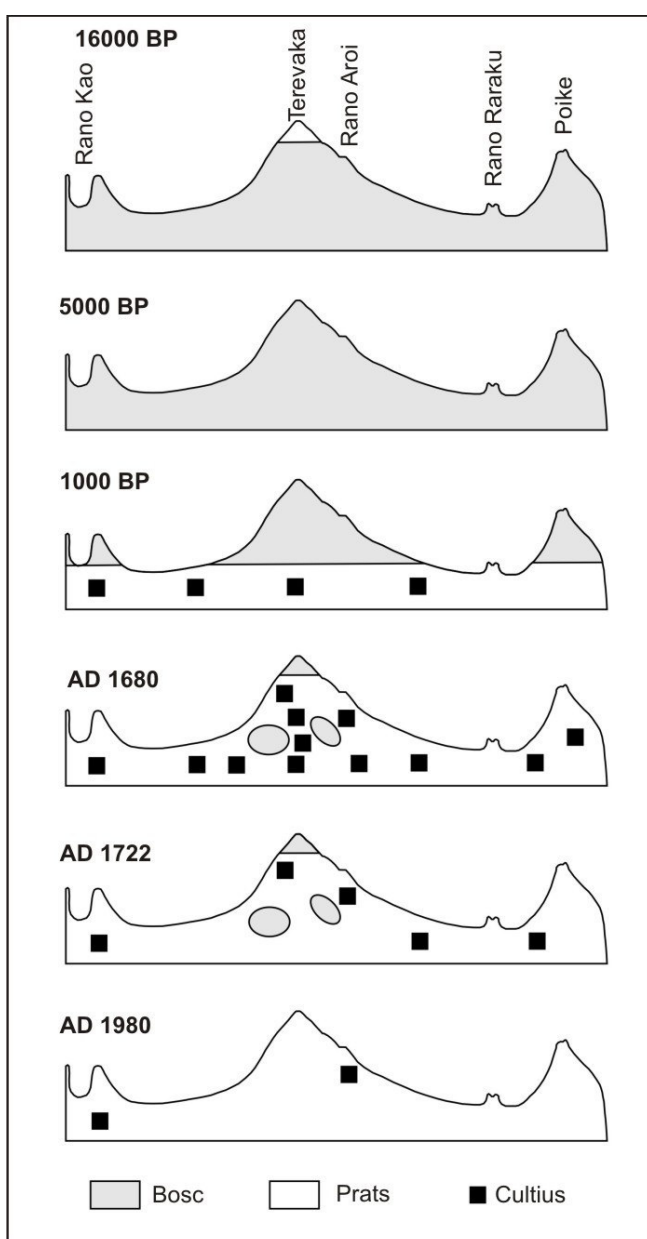 16000 BP
Rano Kao
Terevaka
Rano Aroi
Rano Raraku
Poike
5000 BP
1000 BP
AD 1680
AD 1722
AD 1980
Bosc
Prats
Cultius